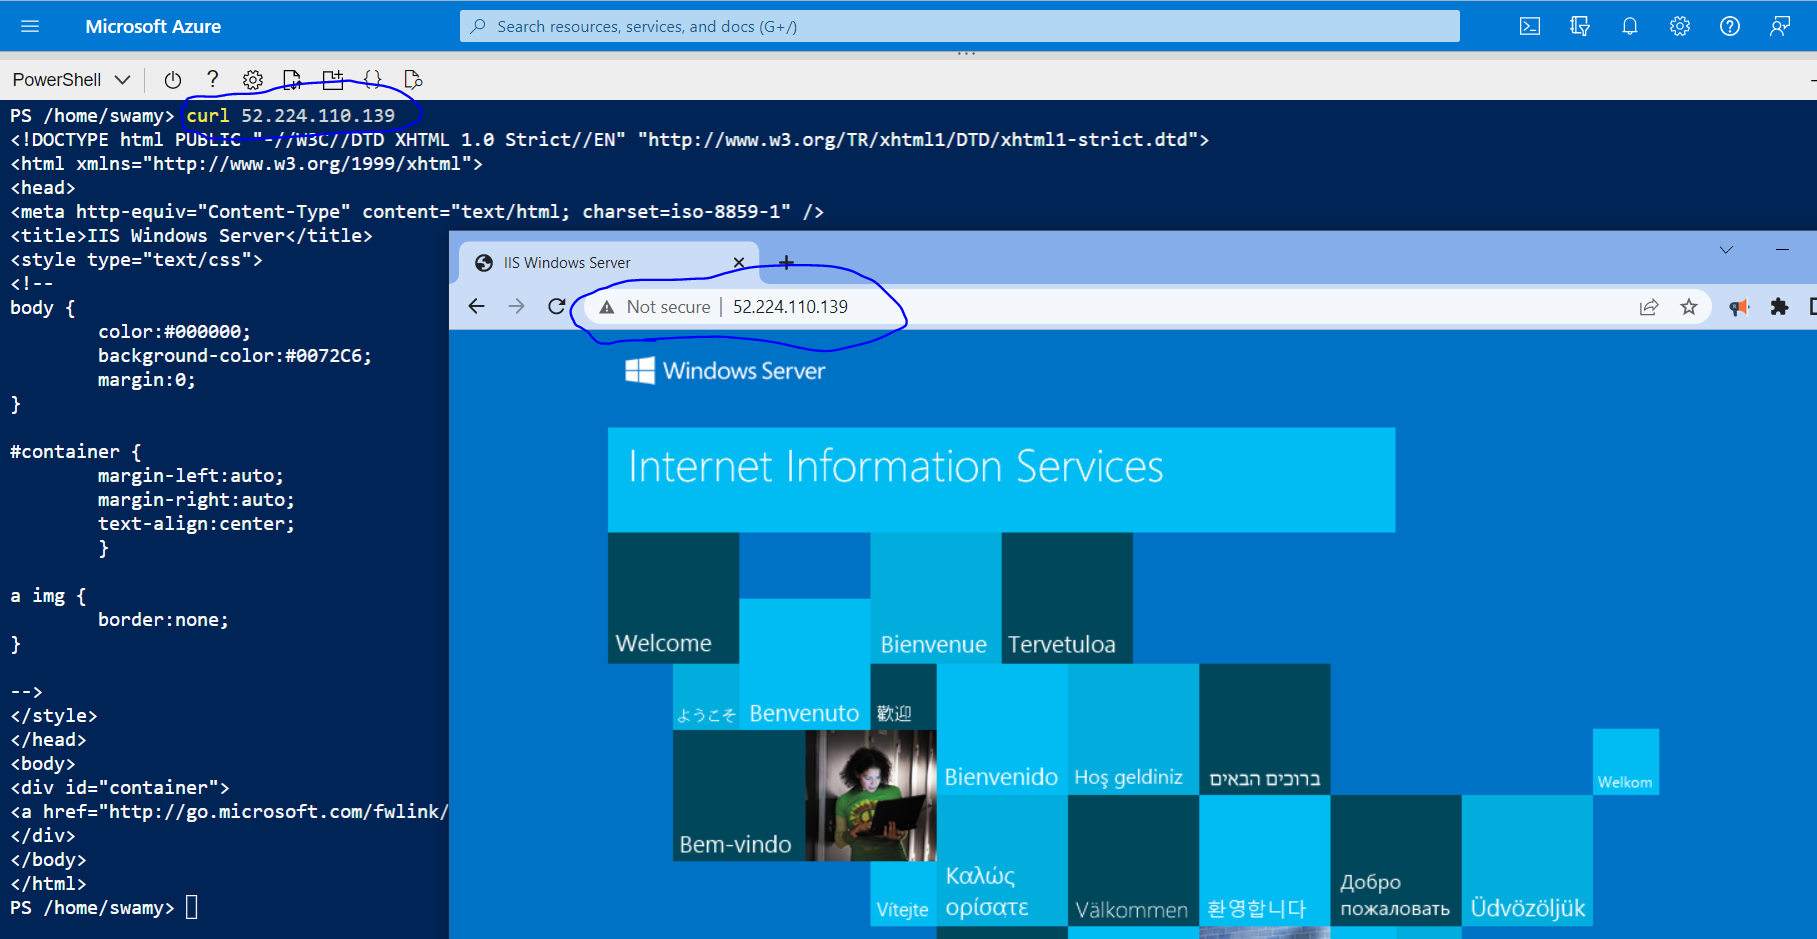 Microsoft Azure
Search resources, services, and docs (G+/)
PowerShell
PS /home/swamy> curl 52.224.110.139
<!DOCTYPE html PUBLIC "-//W3C//DTD XHTML 1.0 Strict//EN" "http://www.w3.org/TR/xhtml1/DTD/xhtml1-strict.dtd">
<html xmlns="http://www.w3.org/1999/xhtml">
<head>
<meta http-equiv="Content-Type" content="text/html; charset=iso-8859-1" />
<title>IIS Windows Server</title>
<style type="text/css">
<!--
body {
color:#000000;
background-color:#0072C6;
margin:0;
}
#container {
margin-left:auto;
margin-right:auto;
text-align:center;
}
a img {
border:none;
}
-->
</style>
</head>
<body>
<div id="container">
<a href="http://go.microsoft.com/fwlink/
</div>
</body>
</html>
PS /home/swamy>
IIS Windows Server
Not secure | 52.224.110.139
Windows Server
Internet Information Services
Welcome
Bienvenue
Tervetuloa
ようこそ
Benvenuto
歡迎
Bienvenido
Hoş geldiniz
ברוכים הבאים
Welkom
Bem-vindo
Vítejte
Καλώς
ορίσατε
Välkommen
환영합니다
Добро
пожаловать
Üdvözöljük